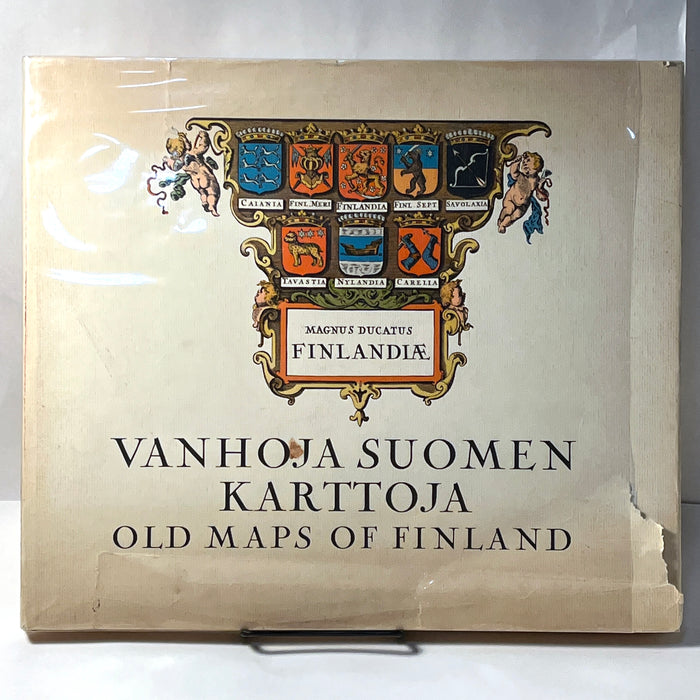 CAIANIA FINL. MERI FINLANDIA FINL. SEPT. SAVOLAXIA
TAVASTIA NYLANDIA CARELIA
MAGNUS DUCATUS
FINLANDIÆ
VANHOJA SUOMEN
KARTTOJA
OLD MAPS OF FINLAND